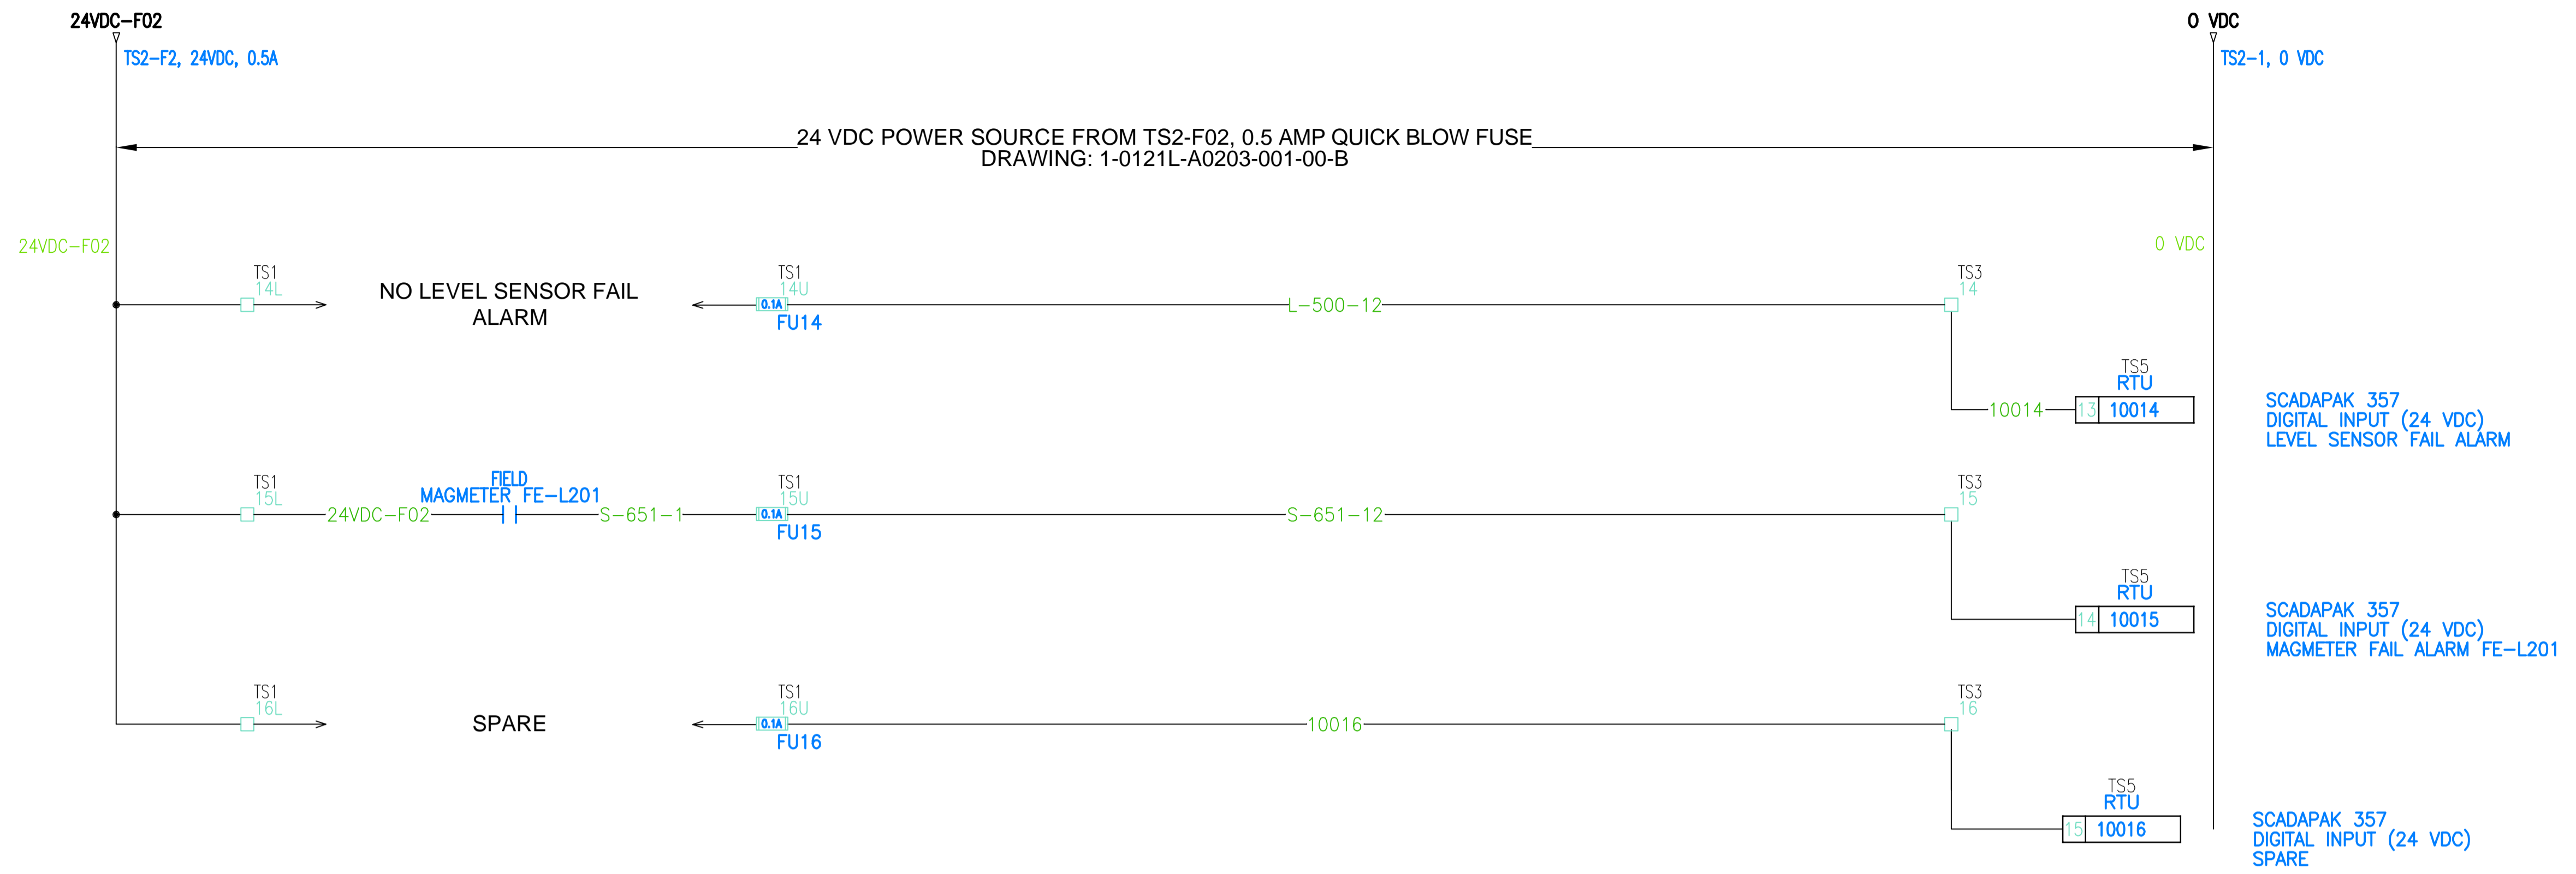 24VDC-F02
0 VDC
TS2-F2, 24VDC, 0.5A
TS2-1, 0 VDC
24 VDC POWER SOURCE FROM TS2-F02, 0.5 AMP QUICK BLOW FUSE
DRAWING: 1-0121L-A0203-001-00-B
24VDC-F02
0 VDC
TS1
14L
NO LEVEL SENSOR FAIL
ALARM
TS1
14U
0.1A
FU14
L-500-12
TS3
14
TS5
RTU
10014
13
10014
SCADAPAK 357
DIGITAL INPUT (24 VDC)
LEVEL SENSOR FAIL ALARM
TS1
15L
24VDC-F02
FIELD
MAGMETER FE-L201
S-651-1
TS1
15U
0.1A
FU15
S-651-12
TS3
15
TS5
RTU
14
10015
SCADAPAK 357
DIGITAL INPUT (24 VDC)
MAGMETER FAIL ALARM FE-L201
TS1
16L
SPARE
TS1
16U
0.1A
FU16
10016
TS3
16
TS5
RTU
15
10016
SCADAPAK 357
DIGITAL INPUT (24 VDC)
SPARE